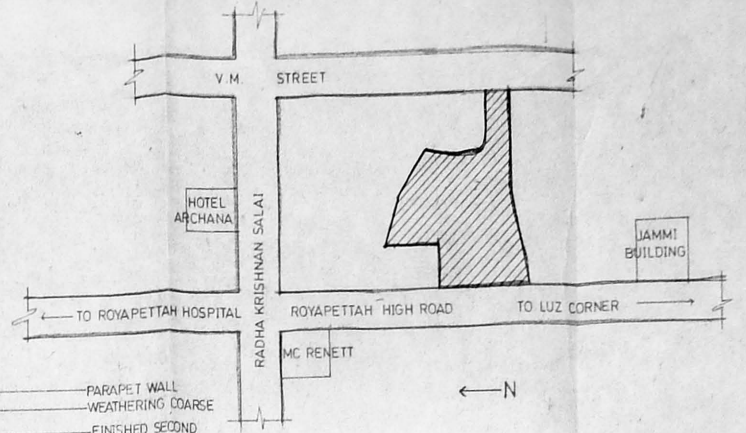 V.M. STREET
HOTEL
ARCHANA
RADHA KRISHNAN SALAI
JAMMI
BUILDING
TO ROYAPETTAH HOSPITAL
ROYAPETTAH HIGH ROAD
TO LUZ CORNER
MC RENETT
N
PARAPET WALL
WEATHERING COARSE
FINISHED SECOND